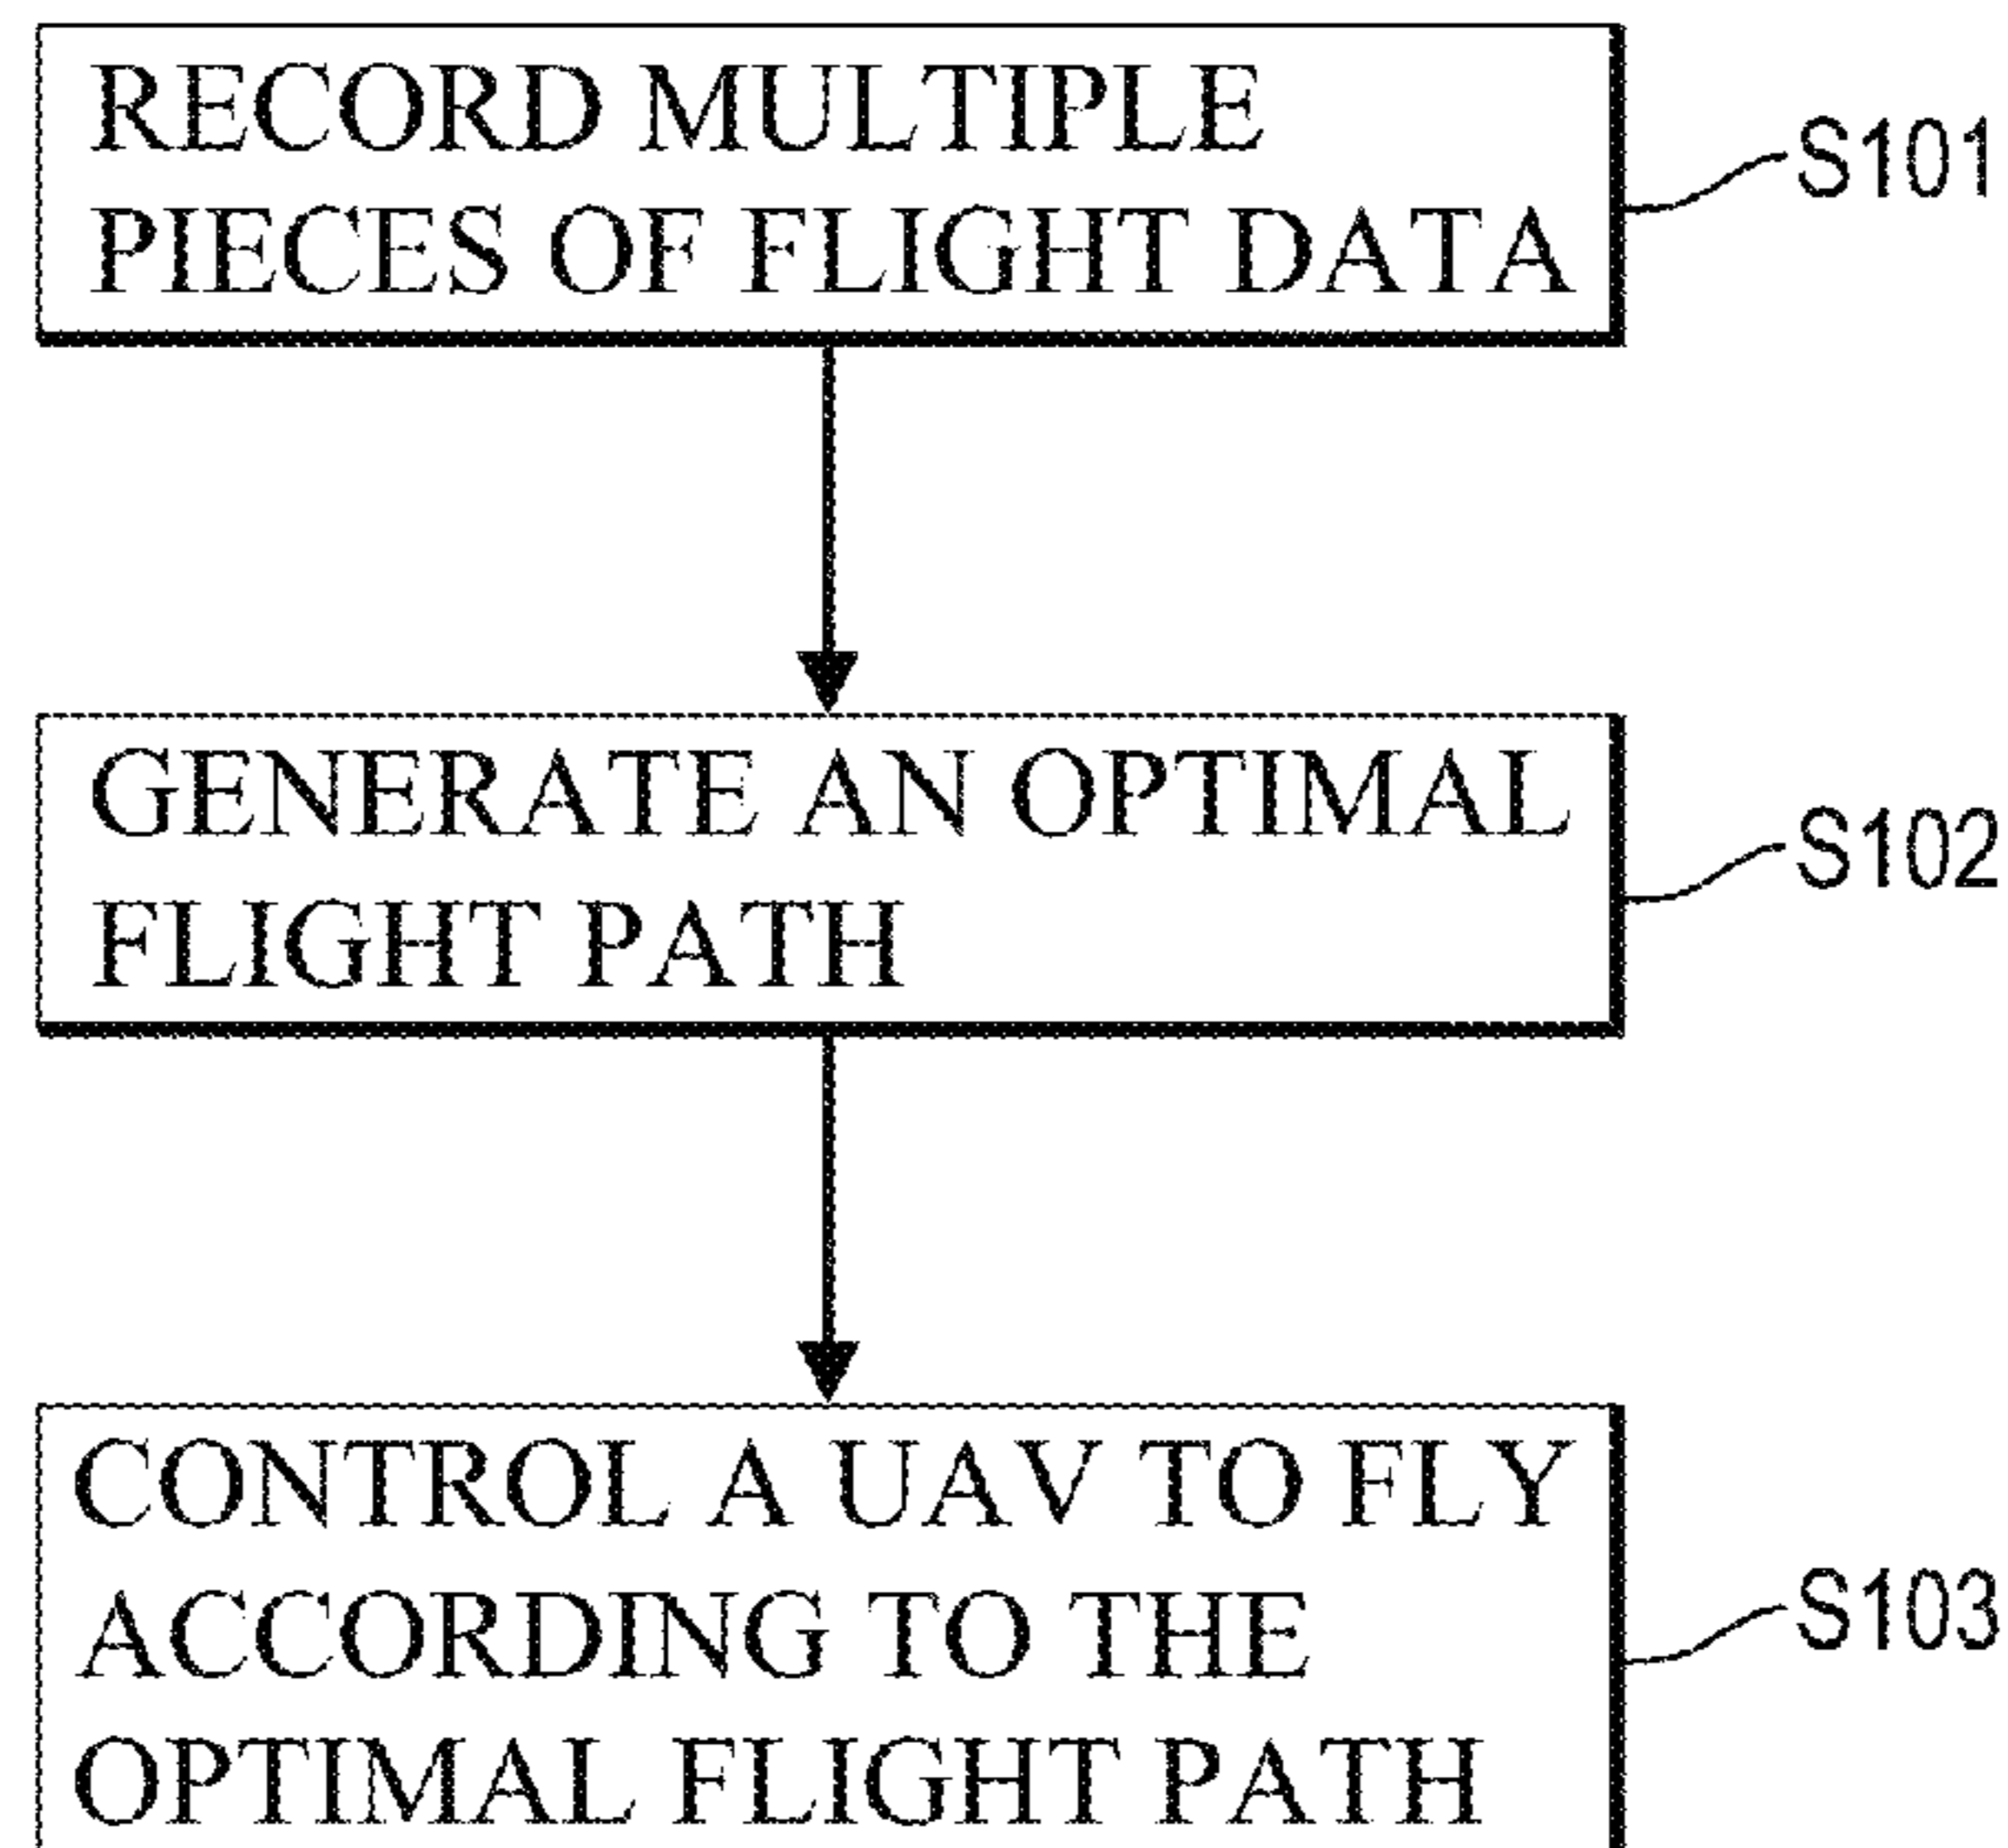 RECORD MULTIPLE
PIECES OF FLIGHT DATA
S101
GENERATE AN OPTIMAL
FLIGHT PATH
S102
CONTROL A UAV TO FLY
ACCORDING TO THE
OPTIMAL FLIGHT PATH
S103